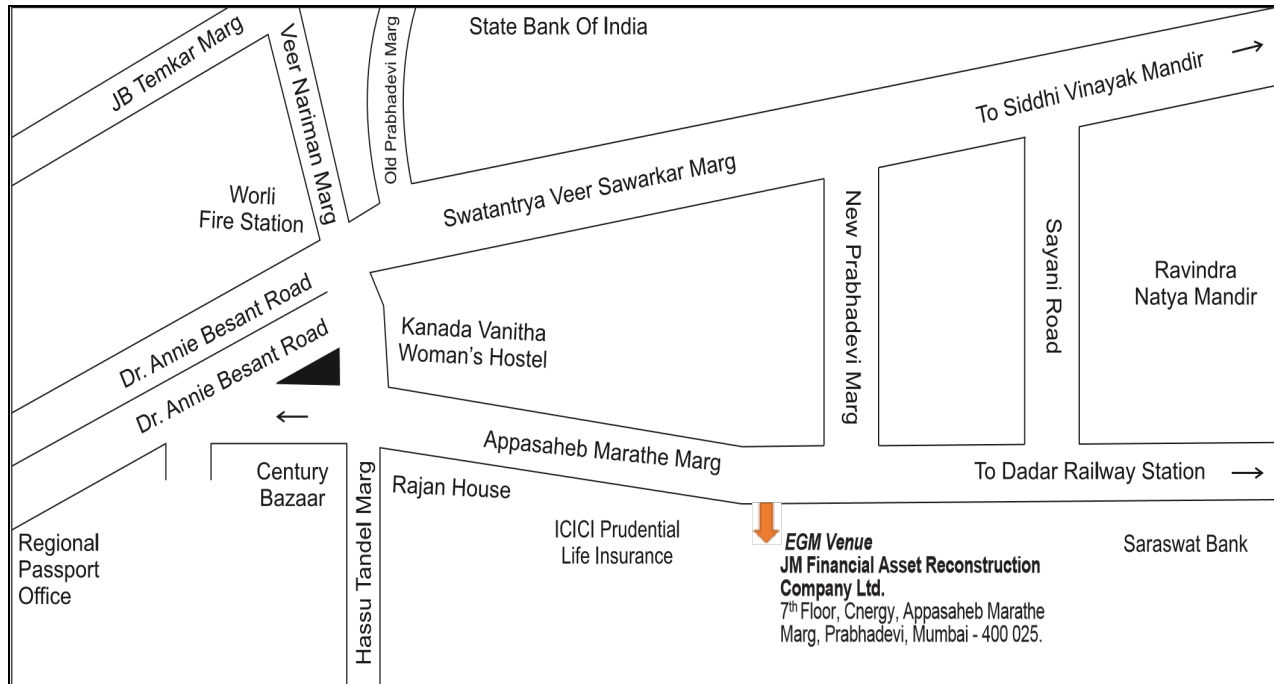 State Bank Of India
JB Temkar Marg
Veer Nariman Marg
Old Prabhadevi Marg
To Siddhi Vinayak Mandir →
Swatantrya Veer Sawarkar Marg
Worli
Fire Station
New Prabhadevi Marg
Sayani Road
Ravindra
Natya Mandir
Dr. Annie Besant Road
Dr. Annie Besant Road
Kanada Vanitha
Woman's Hostel
←
Appasaheb Marathe Marg
To Dadar Railway Station →
Century
Bazaar
Hassu Tandel Marg
Rajan House
ICICI Prudential
Life Insurance
Saraswat Bank
Regional
Passport
Office
EGM Venue
JM Financial Asset Reconstruction
Company Ltd.
7th Floor, Cnergy, Appasaheb Marathe
Marg, Prabhadevi, Mumbai - 400 025.